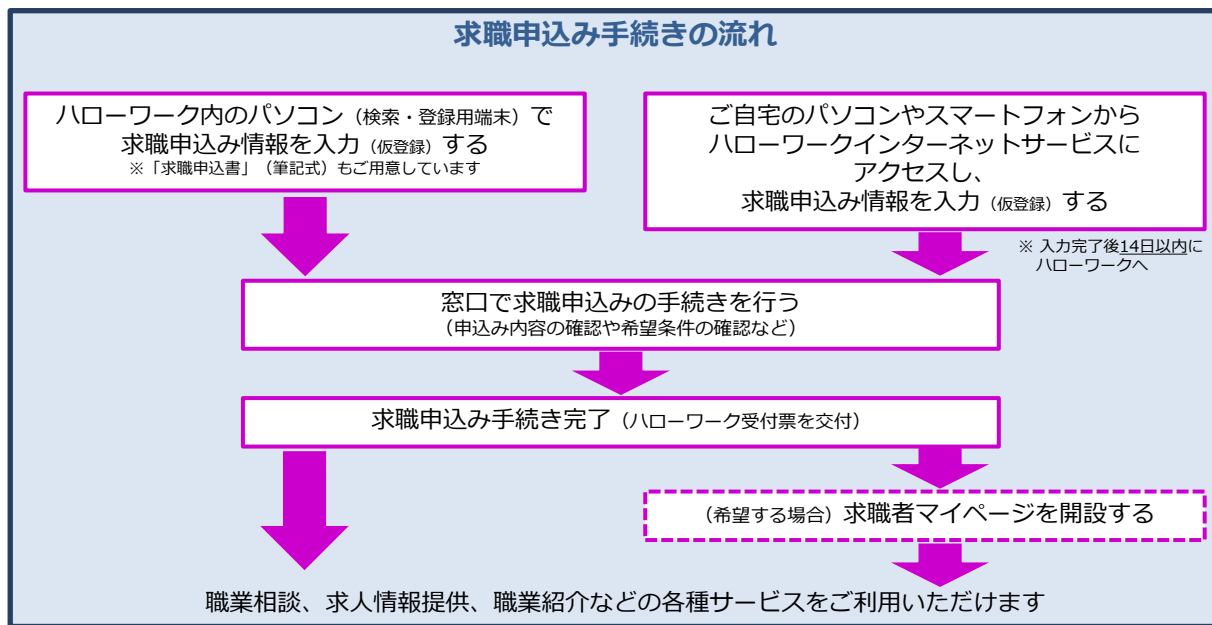 求職申込み手続きの流れ
ハローワーク内のパソコン（検索・登録用端末）で
求職申込み情報を入力（仮登録）する
※「求職申込書」（筆記式）もご用意しています
ご自宅のパソコンやスマートフォンから
ハローワークインターネットサービスに
アクセスし、
求職申込み情報を入力（仮登録）する
※ 入力完了後14日以内に
ハローワークへ
窓口で求職申込みの手続きを行う
（申込み内容の確認や希望条件の確認など）
求職申込み手続き完了（ハローワーク受付票を交付）
（希望する場合）求職者マイページを開設する
職業相談、求人情報提供、職業紹介などの各種サービスをご利用いただけます